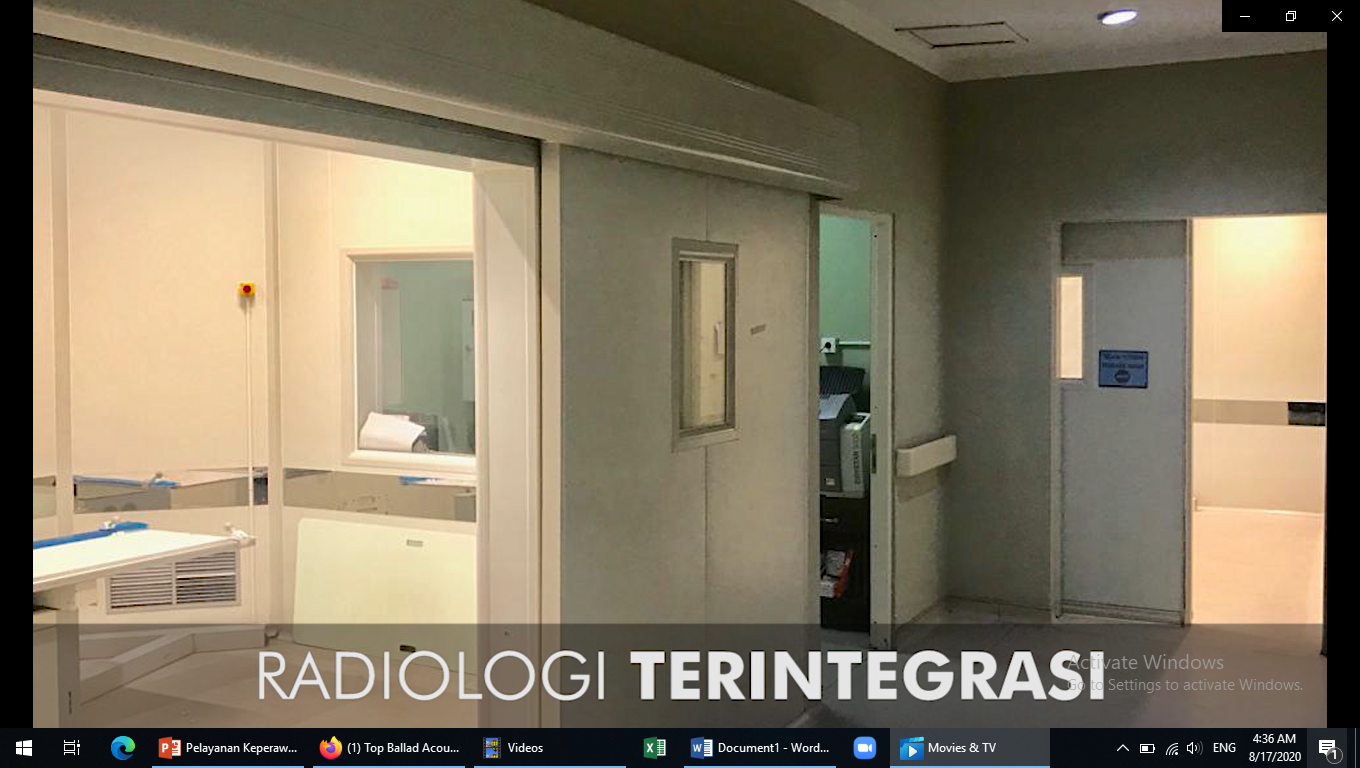 RADIOLOGI TERINTEGRASI
Activate Windows
Go to Settings to activate Windows.
Pelayanan Keperaw...
(1) Top Ballad Acou...
Videos
Document1 - Word...
Movies & TV
ENG
4:36 AM
8/17/2020
1